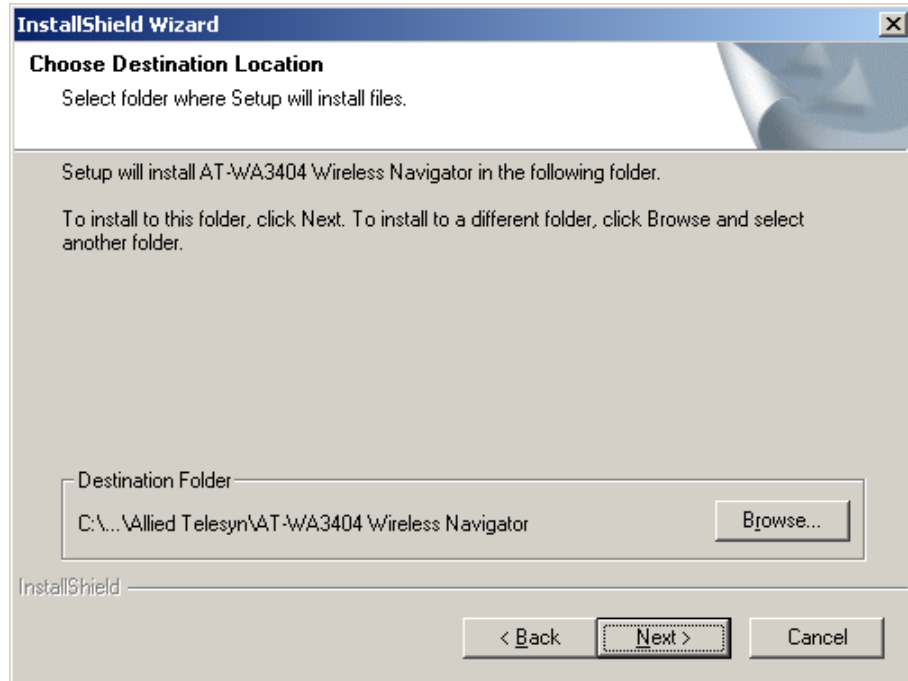 InstallShield Wizard
Choose Destination Location
Select folder where Setup will install files.
Setup will install AT-WA3404 Wireless Navigator in the following folder.
To install to this folder, click Next. To install to a different folder, click Browse and select
another folder.
Destination Folder
C:\...\Allied Telesyn\AT-WA3404 Wireless Navigator
Browse...
InstallShield
< Back
Next >
Cancel